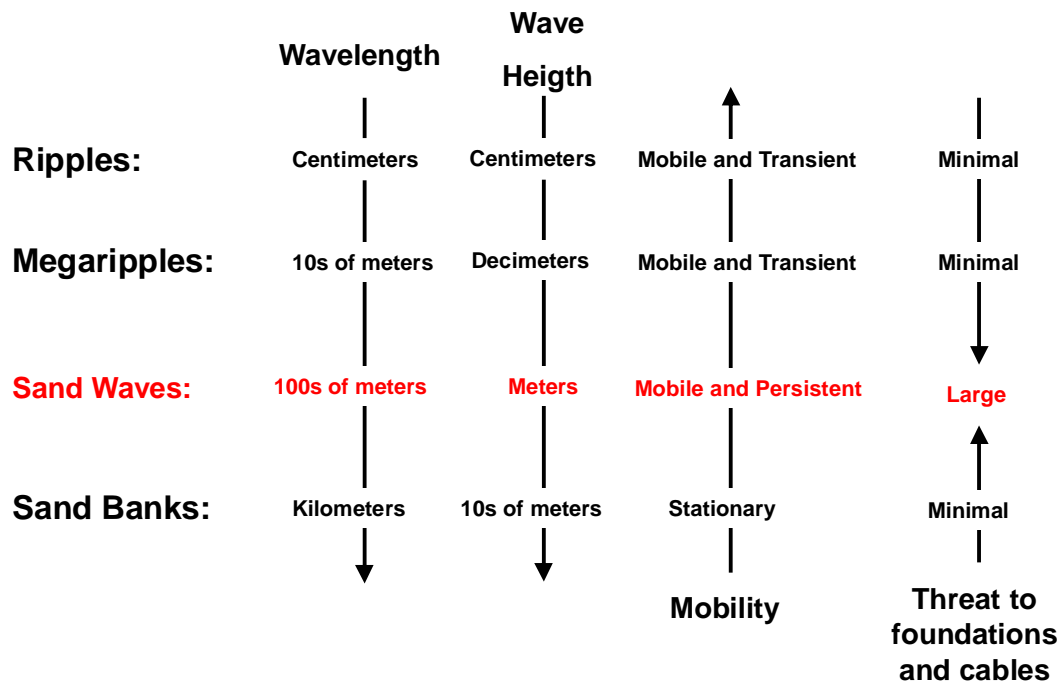 Wavelength
Wave
Heigth
Ripples:
Centimeters
Centimeters
Mobile and Transient
Minimal
Megaripples:
10s of meters
Decimeters
Mobile and Transient
Minimal
Sand Waves:
100s of meters
Meters
Mobile and Persistent
Large
Sand Banks:
Kilometers
10s of meters
Stationary
Minimal
Mobility
Threat to
foundations
and cables